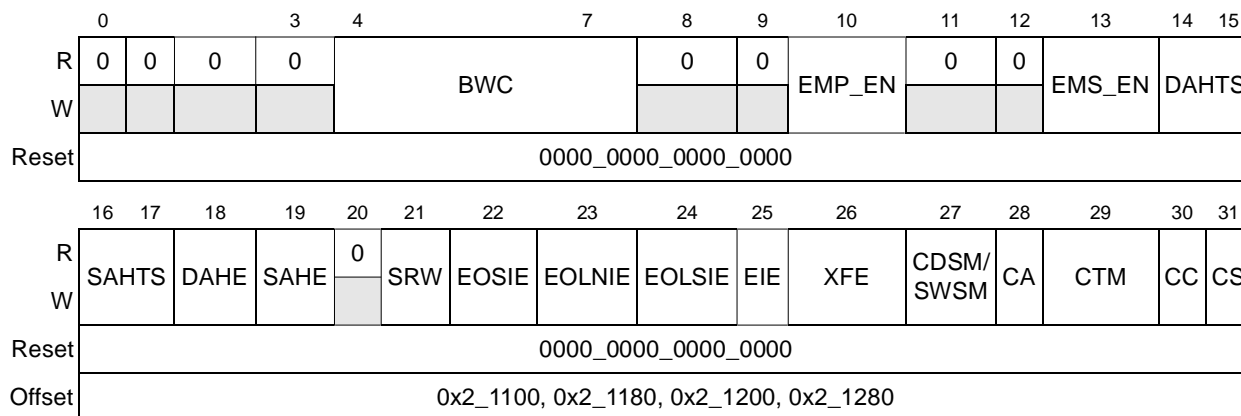 0 3 4 7 8 9 10 11 12 13 14 15
R 0 0 0 0 BWC 0 0 EMP_EN 0 0 EMS_EN DAHTS
W
Reset 0000_0000_0000_0000
16 17 18 19 20 21 22 23 24 25 26 27 28 29 30 31
R SAHTS DAHE SAHE 0 SRW EOSIE EOLNIE EOLSIE EIE XFE CDSM/ CA CTM CC CS
W SWSM
Reset 0000_0000_0000_0000
Offset 0x2_1100, 0x2_1180, 0x2_1200, 0x2_1280